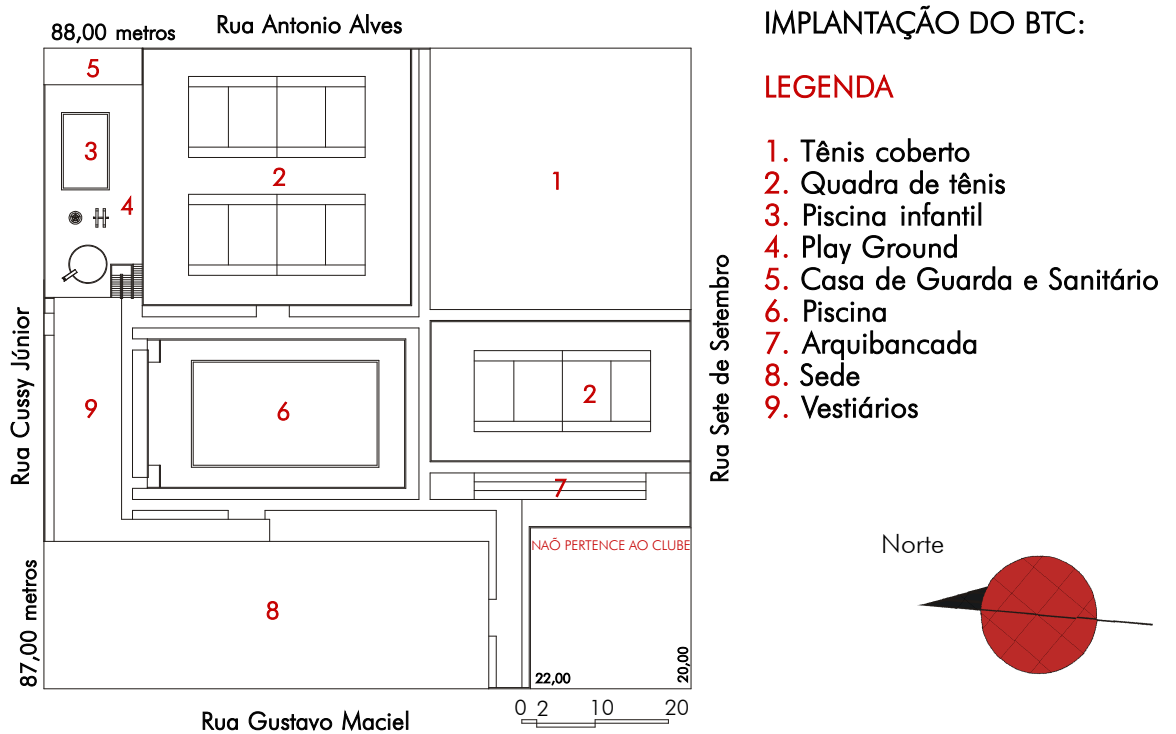 88,00 metros
Rua Antonio Alves
IMPLANTAÇÃO DO BTC:
LEGENDA
1. Tênis coberto
2. Quadra de tênis
3. Piscina infantil
4. Play Ground
5. Casa de Guarda e Sanitário
6. Piscina
7. Arquibancada
8. Sede
9. Vestiários
5
3
4
2
1
Rua Cussy Júnior
9
6
2
Rua Sete de Setembro
7
NAÕ PERTENCE AO CLUBE
Norte
87,00 metros
8
22,00
20,00
Rua Gustavo Maciel
0 2 10 20